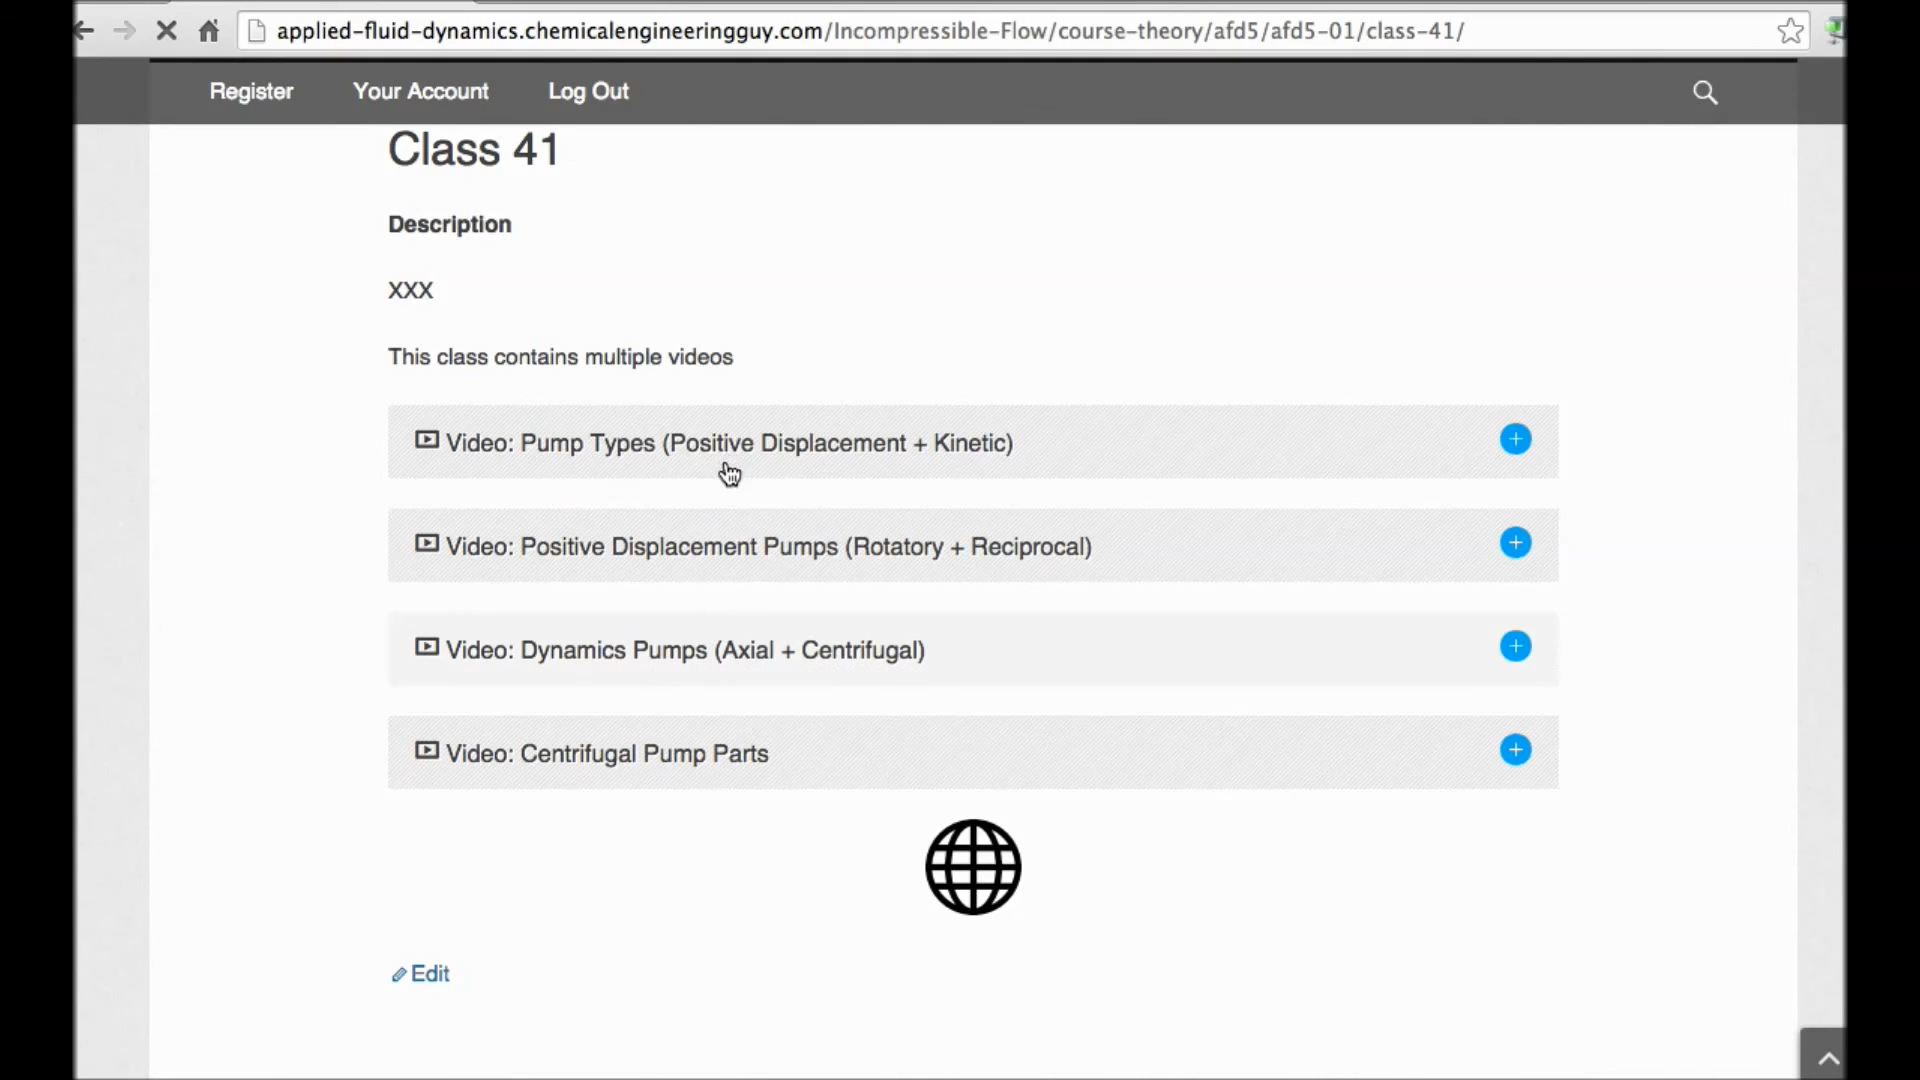 applied-fluid-dynamics.chemicalengineeringguy.com/Incompressible-Flow/course-theory/afd5/afd5-01/class-41/
Register Your Account Log Out
Class 41
Description
XXX
This class contains multiple videos
Video: Pump Types (Positive Displacement + Kinetic)
Video: Positive Displacement Pumps (Rotatory + Reciprocal)
Video: Dynamics Pumps (Axial + Centrifugal)
Video: Centrifugal Pump Parts
Edit